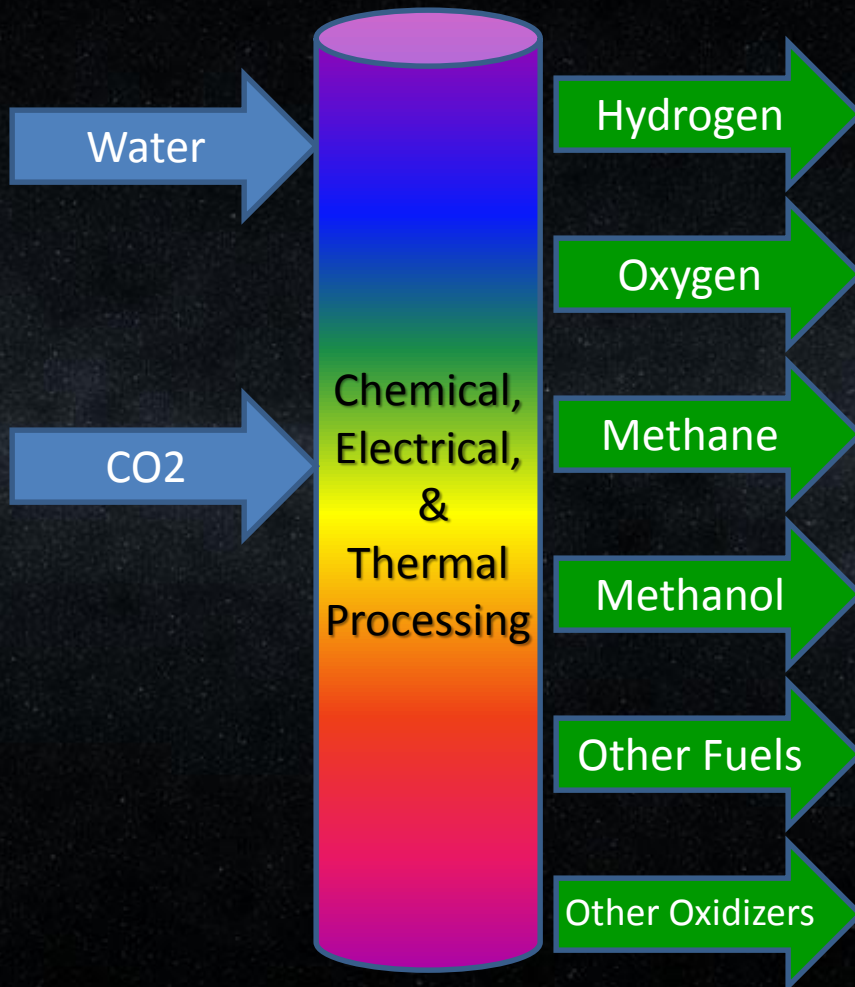 Water
CO2
Chemical,
Electrical,
&
Thermal
Processing
Hydrogen
Oxygen
Methane
Methanol
Other Fuels
Other Oxidizers